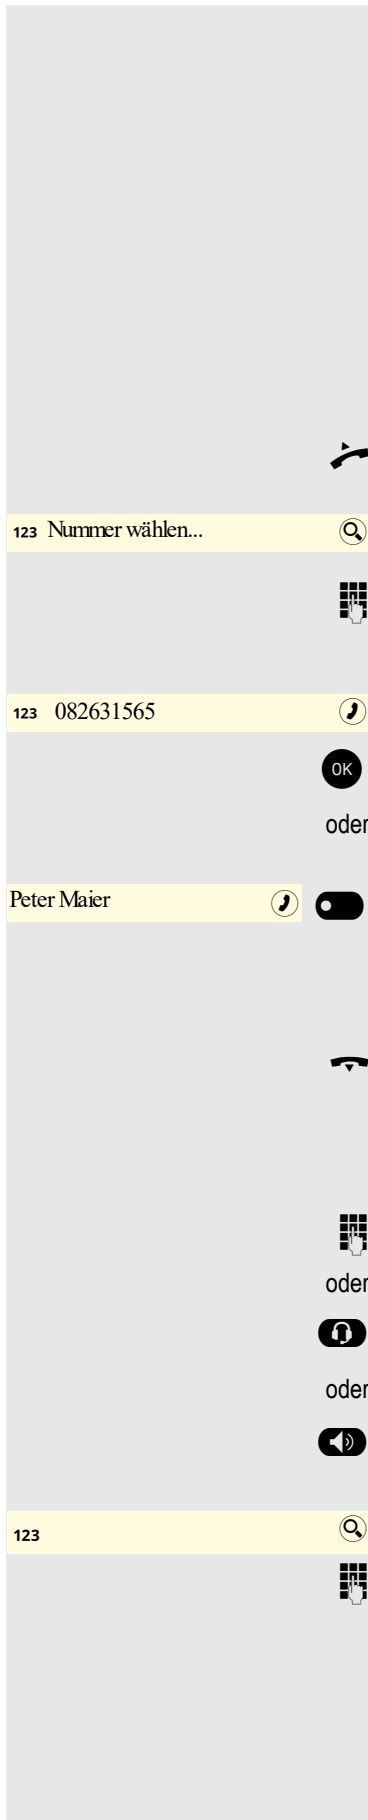 123 Nummer wählen...
123 082631565
OK
oder
Peter Maier
oder
oder
123